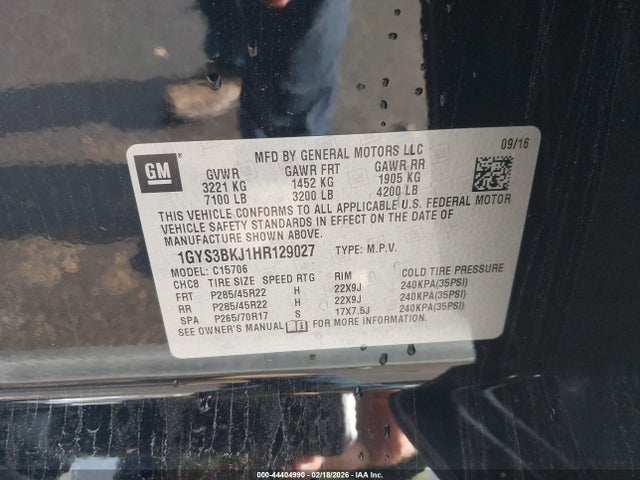 GM
MFD BY GENERAL MOTORS LLC
09/16
GVWR GAWR FRT GAWR RR
3221 KG 1452 KG 1905 KG
7100 LB 3200 LB 4200 LB
THIS VEHICLE CONFORMS TO ALL APPLICABLE U.S. FEDERAL MOTOR
VEHICLE SAFETY STANDARDS IN EFFECT ON THE DATE OF
MANUFACTURE SHOWN ABOVE.
1GYS3BKJ1HR129027 TYPE: M.P.V.
MODEL: C15706
CHC8 TIRE SIZE SPEED RTG RIM COLD TIRE PRESSURE
FRT P285/45R22 H 22X9J 240KPA(35PSI)
RR P285/45R22 H 22X9J 240KPA(35PSI)
SPA P265/70R17 S 17X7.5J 240KPA(35PSI)
SEE OWNER'S MANUAL FOR MORE INFORMATION.
000-44404990 - 02/18/2026 - IAA Inc.